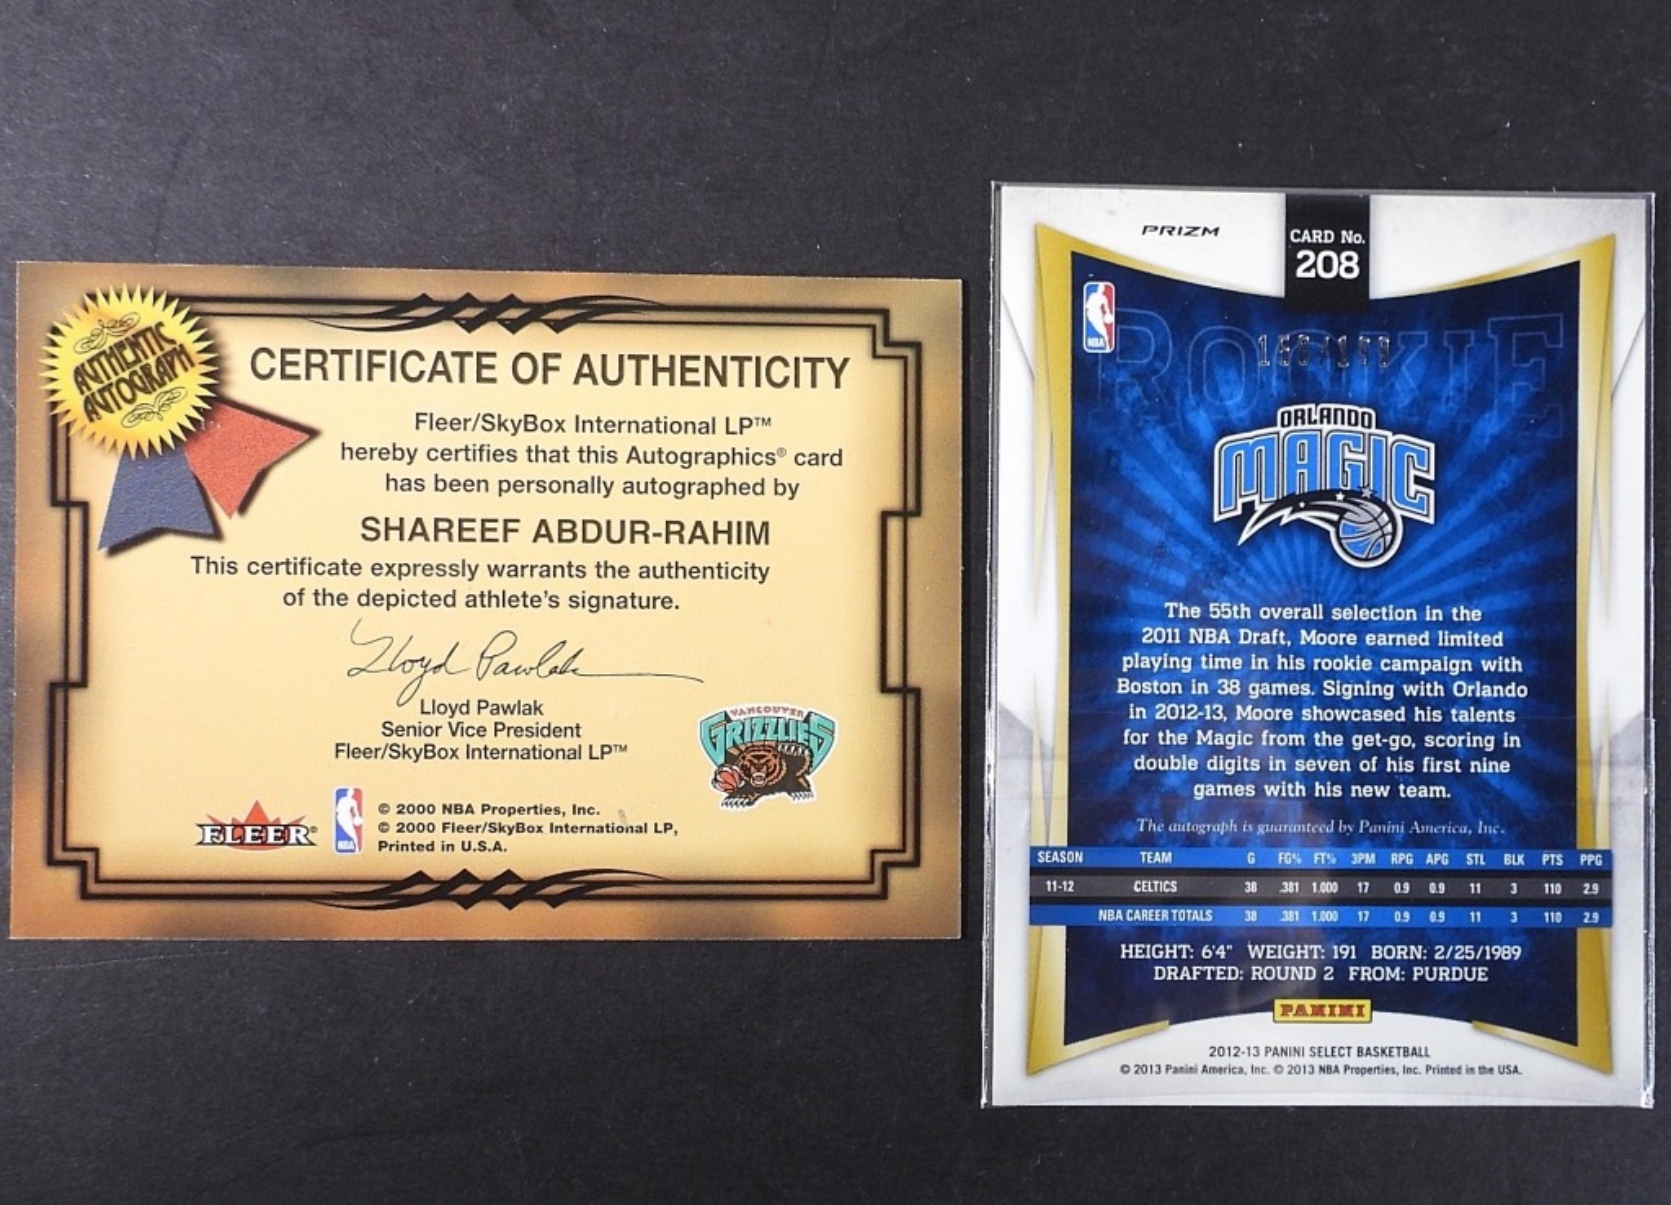 AUTHENTIC
AUTOGRAPH
CERTIFICATE OF AUTHENTICITY
Fleer/SkyBox International LP™
hereby certifies that this Autographics® card
has been personally autographed by
SHAREEF ABDUR-RAHIM
This certificate expressly warrants the authenticity
of the depicted athlete's signature.
Lloyd Pawlak
Lloyd Pawlak
Senior Vice President
Fleer/SkyBox International LP™
VANCOUVER
GRIZZLIES
FLEER®
NBA
© 2000 NBA Properties, Inc.
© 2000 Fleer/SkyBox International LP,
Printed in U.S.A.
PRIZM
CARD No.
208
NBA
ROOKIE
ORLANDO
MAGIC
The 55th overall selection in the
2011 NBA Draft, Moore earned limited
playing time in his rookie campaign with
Boston in 38 games. Signing with Orlando
in 2012-13, Moore showcased his talents
for the Magic from the get-go, scoring in
double digits in seven of his first nine
games with his new team.
The autograph is guaranteed by Panini America, Inc.
SEASON TEAM G FG% FT% 3PM RPG APG STL BLK PTS PPG
11-12 CELTICS 38 .381 1.000 17 0.9 0.9 11 3 110 2.9
NBA CAREER TOTALS 38 .381 1.000 17 0.9 0.9 11 3 110 2.9
HEIGHT: 6'4" WEIGHT: 191 BORN: 2/25/1989
DRAFTED: ROUND 2 FROM: PURDUE
PANINI
2012-13 PANINI SELECT BASKETBALL
© 2013 Panini America, Inc. © 2013 NBA Properties, Inc. Printed in the USA.